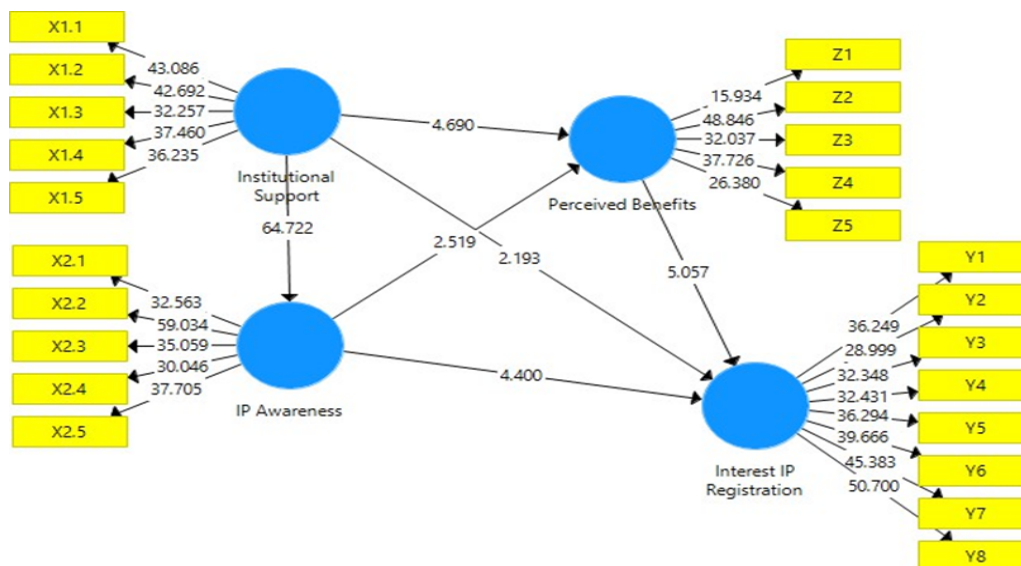 X1.1
X1.2
X1.3
X1.4
X1.5
43.086
42.692
32.257
37.460
36.235
Institutional
Support
64.722
4.690
2.519
2.193
Z1
Z2
Z3
Z4
Z5
15.934
48.846
32.037
37.726
26.380
Perceived Benefits
5.057
X2.1
X2.2
X2.3
X2.4
X2.5
32.563
59.034
35.059
30.046
37.705
IP Awareness
4.400
Interest IP
Registration
36.249
28.999
32.348
32.431
36.294
39.666
45.383
50.700
Y1
Y2
Y3
Y4
Y5
Y6
Y7
Y8